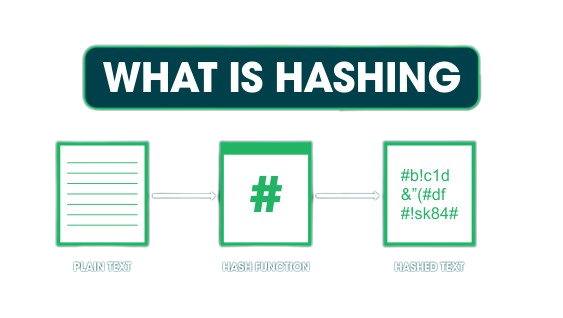 WHAT IS HASHING
#
#b!c1d
&"(#df
#!sk84#
PLAIN TEXT
HASH FUNCTION
HASHED TEXT